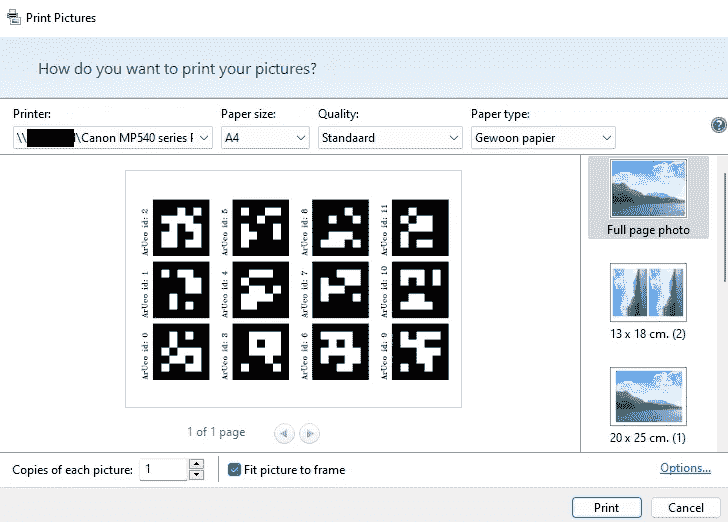 Print Pictures
How do you want to print your pictures?
Printer: Paper size: Quality: Paper type:
\\ \Canon MP540 series F A4 Standaard Gewoon papier
ArUco id: 2 ArUco id: 5 ArUco id: 8 ArUco id: 11
ArUco id: 1 ArUco id: 4 ArUco id: 7 ArUco id: 10
ArUco id: 0 ArUco id: 3 ArUco id: 6 ArUco id: 9
Full page photo
13 x 18 cm. (2)
20 x 25 cm. (1)
1 of 1 page
Copies of each picture: 1 Fit picture to frame Options...
Print Cancel